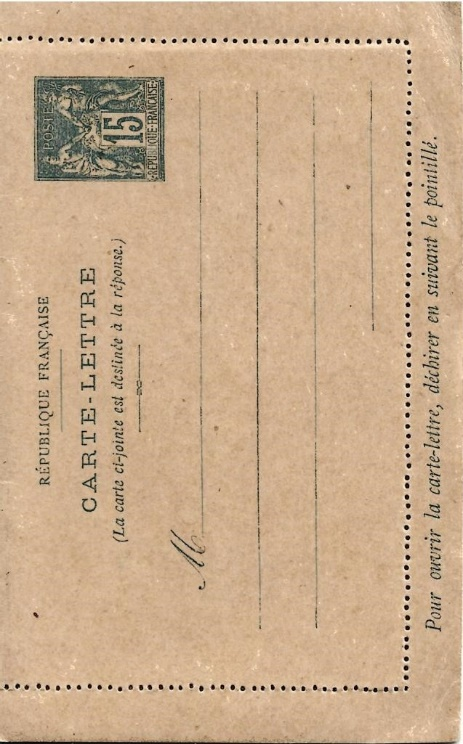 POSTES
15
REPUBLIQUE FRANÇAISE
RÉPUBLIQUE FRANÇAISE
CARTE-LETTRE
(La carte ci-jointe est destinée à la réponse.)
M
Pour ouvrir la carte-lettre, déchirer en suivant le pointillé.